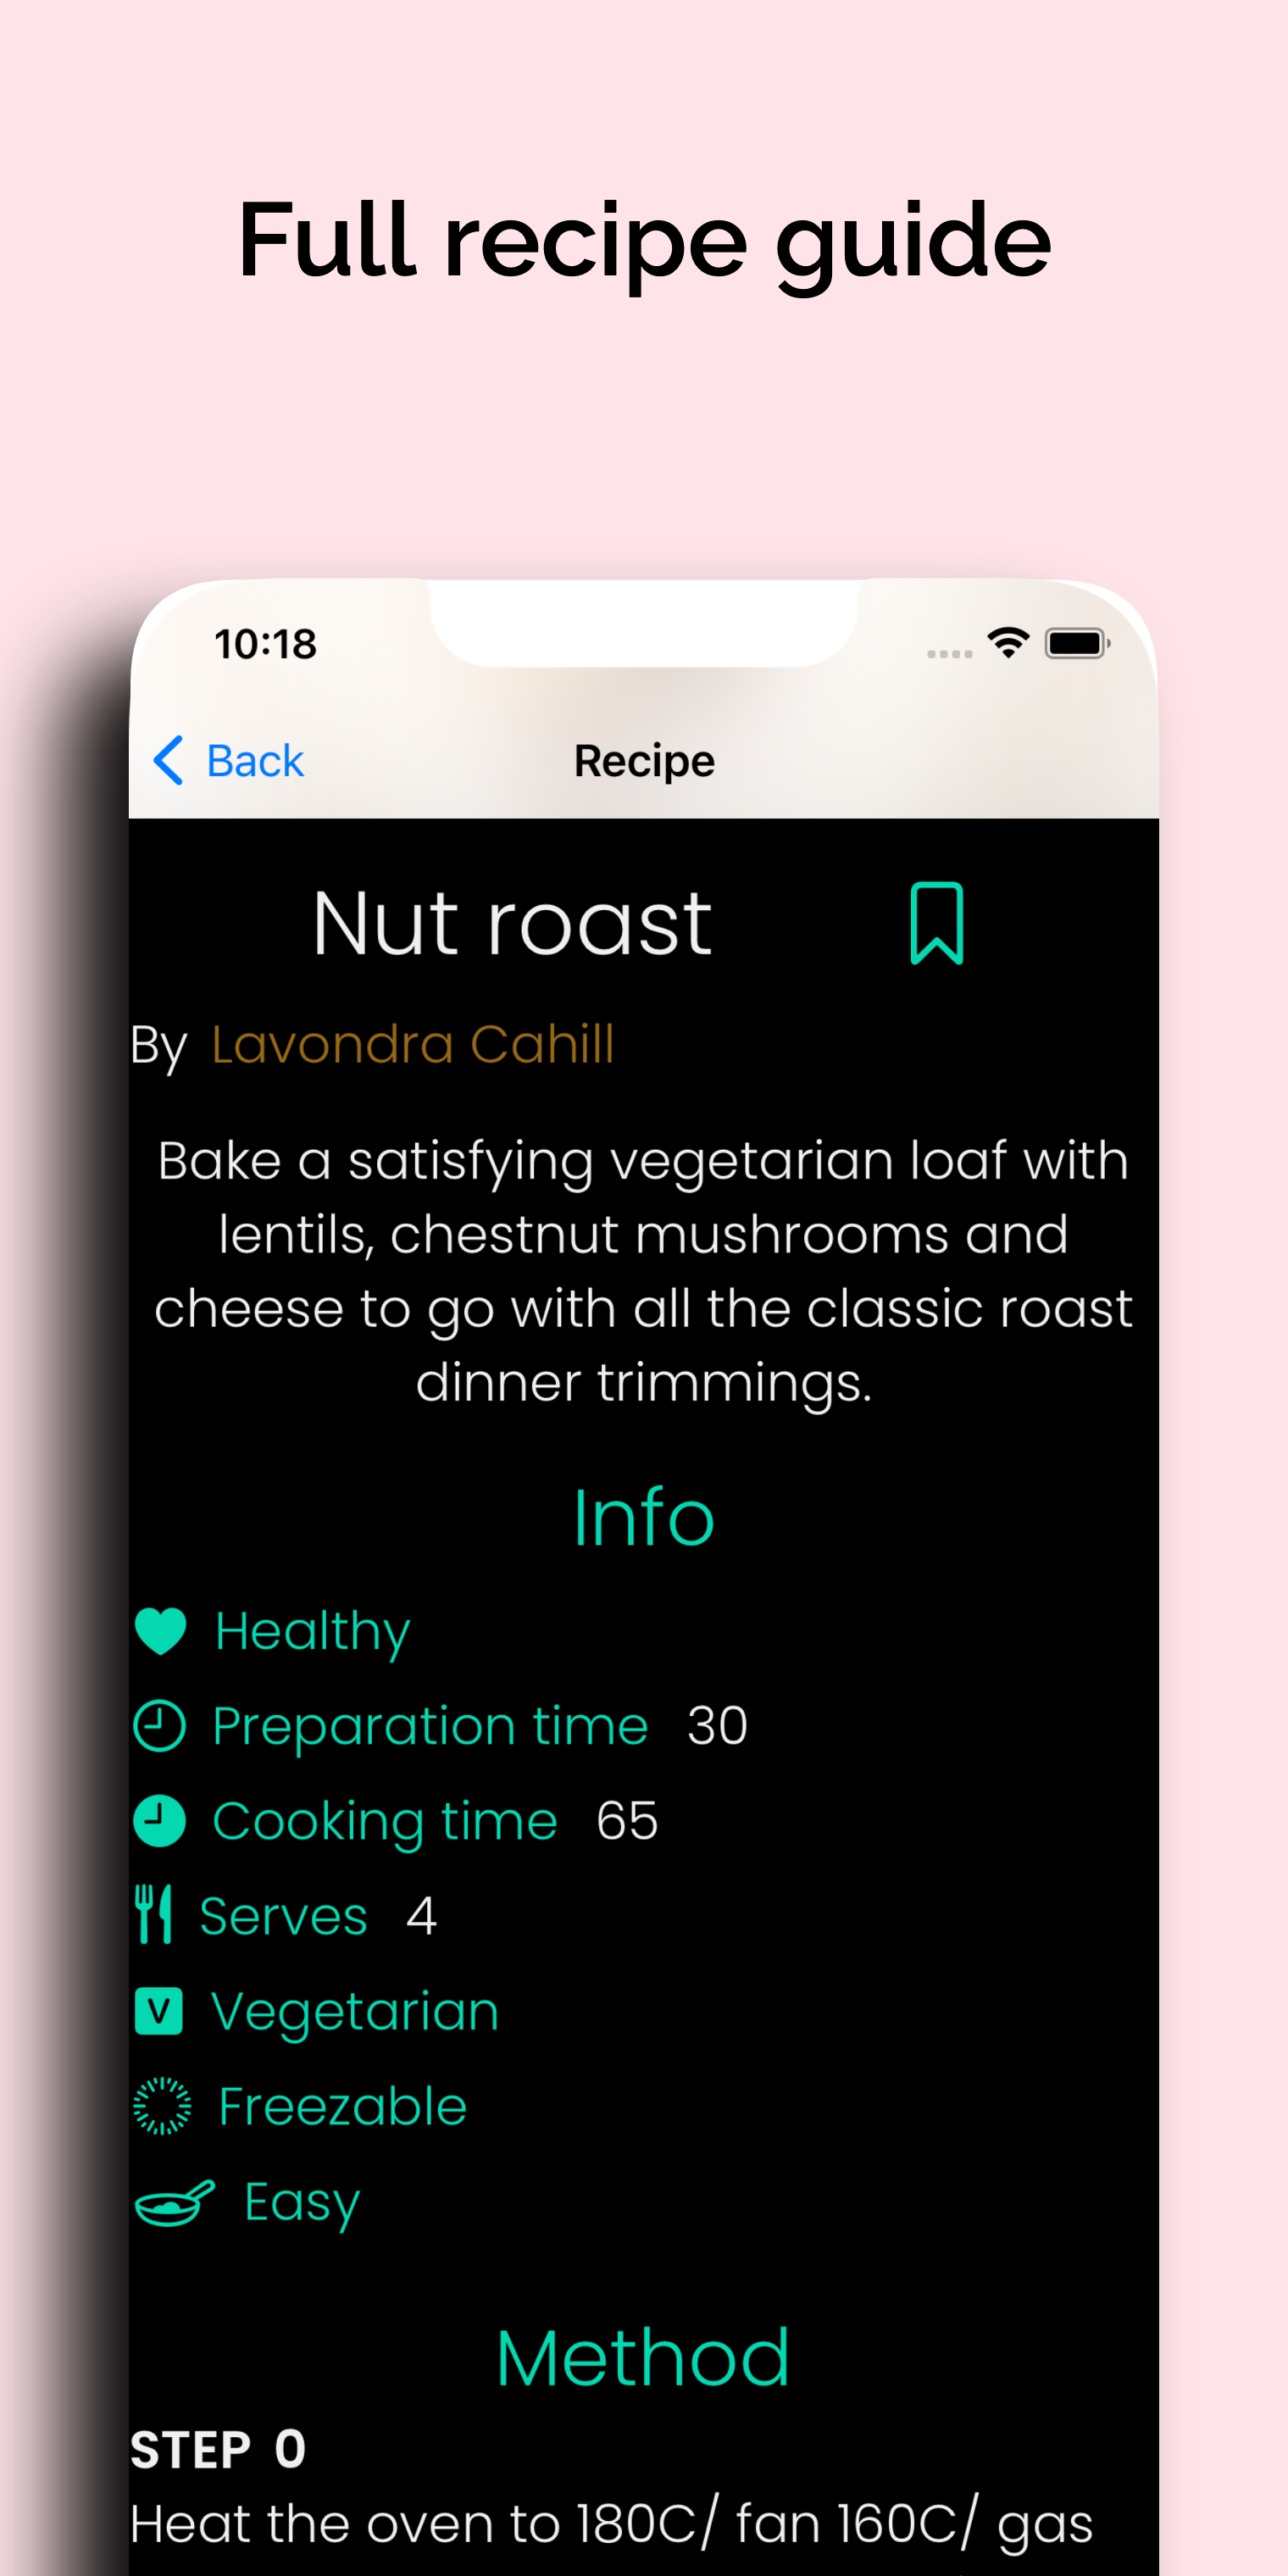 Full recipe guide
10:18
Back
Recipe
Nut roast
By Lavondra Cahill
Bake a satisfying vegetarian loaf with
lentils, chestnut mushrooms and
cheese to go with all the classic roast
dinner trimmings.
Info
Healthy
Preparation time 30
Cooking time 65
Serves 4
V Vegetarian
Freezable
Easy
Method
STEP 0
Heat the oven to 180C/ fan 160C/ gas